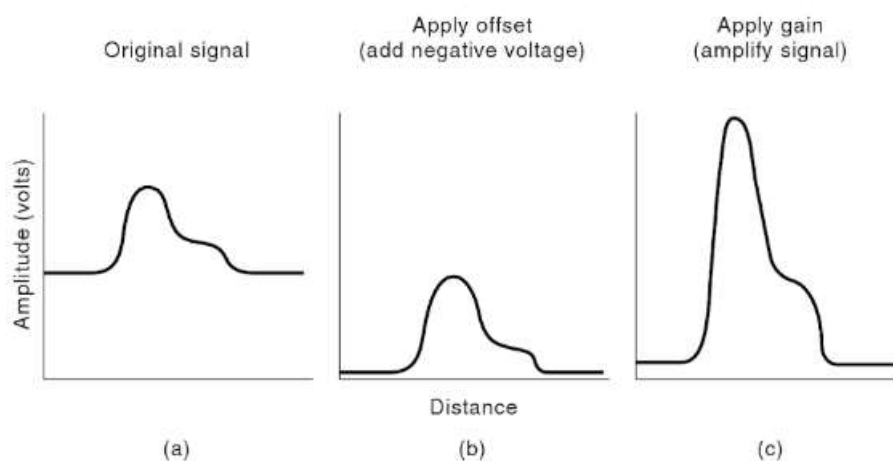 Original signal
Apply offset
(add negative voltage)
Apply gain
(amplify signal)
Amplitude (volts)
Distance
(a)
(b)
(c)